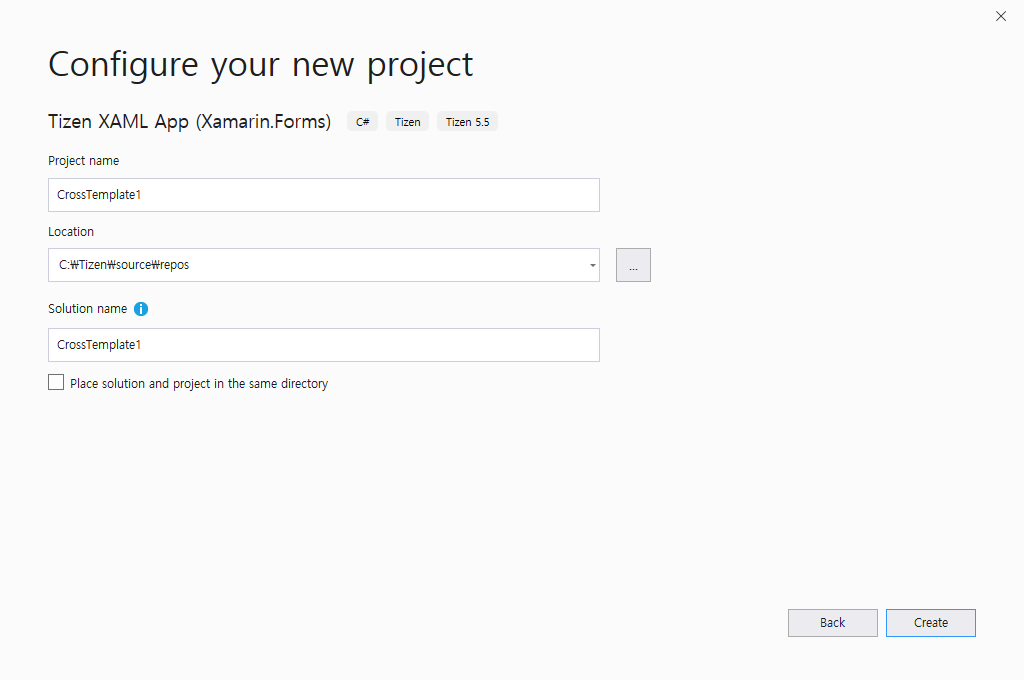 Configure your new project
Tizen XAML App (Xamarin.Forms) C# Tizen Tizen 5.5
Project name
CrossTemplate1
Location
C:₩Tizen₩source₩repos
...
Solution name
CrossTemplate1
Place solution and project in the same directory
Back Create